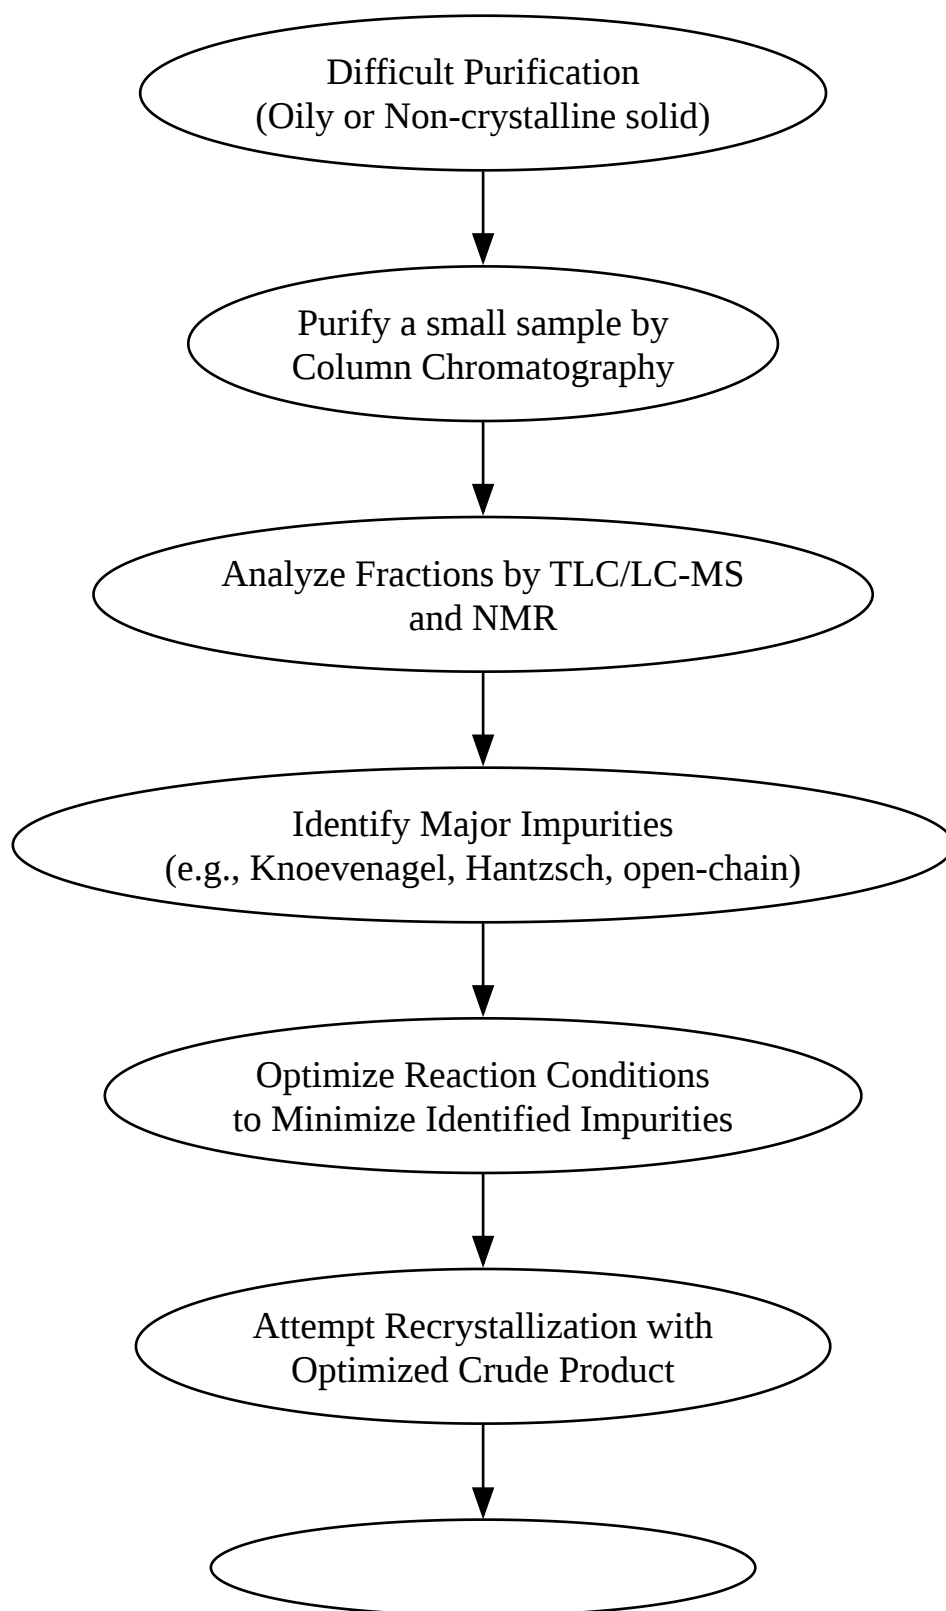 Difficult Purification
(Oily or Non-crystalline solid)
Purify a small sample by
Column Chromatography
Analyze Fractions by TLC/LC-MS
and NMR
Identify Major Impurities
(e.g., Knoevenagel, Hantzsch, open-chain)
Optimize Reaction Conditions
to Minimize Identified Impurities
Attempt Recrystallization with
Optimized Crude Product